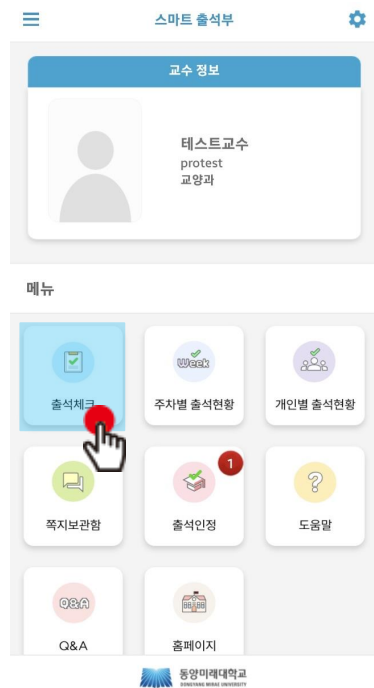 스마트 출석부
교수 정보
테스트교수
protest
교양과
메뉴
출석체크
Week
주차별 출석현황
개인별 출석현황
쪽지보관함
1
출석인정
?
도움말
Q&A
Q&A
홈페이지
동양미래대학교
DONGYANG MIRAE UNIVERSITY